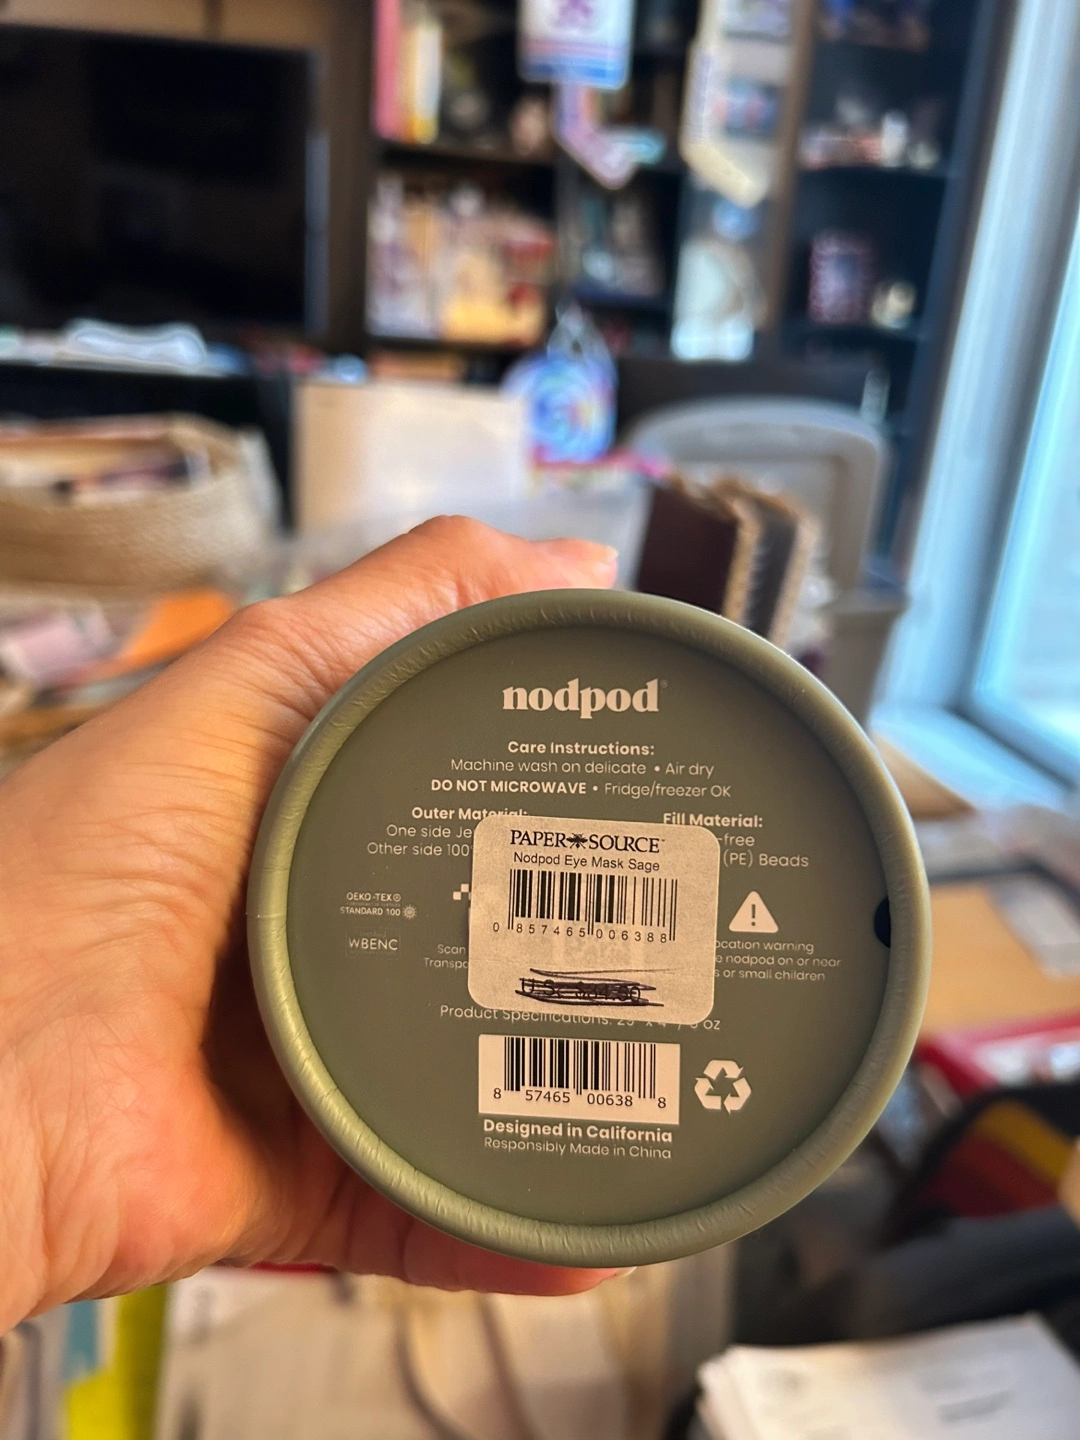 nodpod®
Care Instructions:
Machine wash on delicate • Air dry
DO NOT MICROWAVE • Fridge/freezer OK
Outer Material:
One side Je
Other side 100
Fill Material:
-free
(PE) Beads
PAPER SOURCE
Nodpod Eye Mask Sage
0 857465 006388
U.S.
OEKO-TEX®
STANDARD 100
WBENC
Scan
Transpa
cation warning
e nodpod on or near
s or small children
Product Specifications:
oz
8 57465 00638 8
Designed in California
Responsibly Made in China